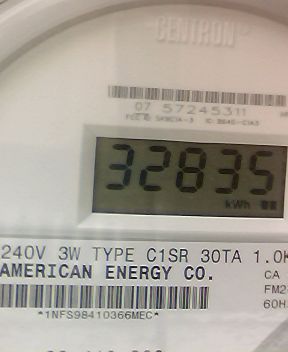 CENTRON
07 57245311
32835
kWh
240V 3W TYPE C1SR 30TA 1.0K
AMERICAN ENERGY CO.
CA
FM2
60H
*1NFS98410366MEC*